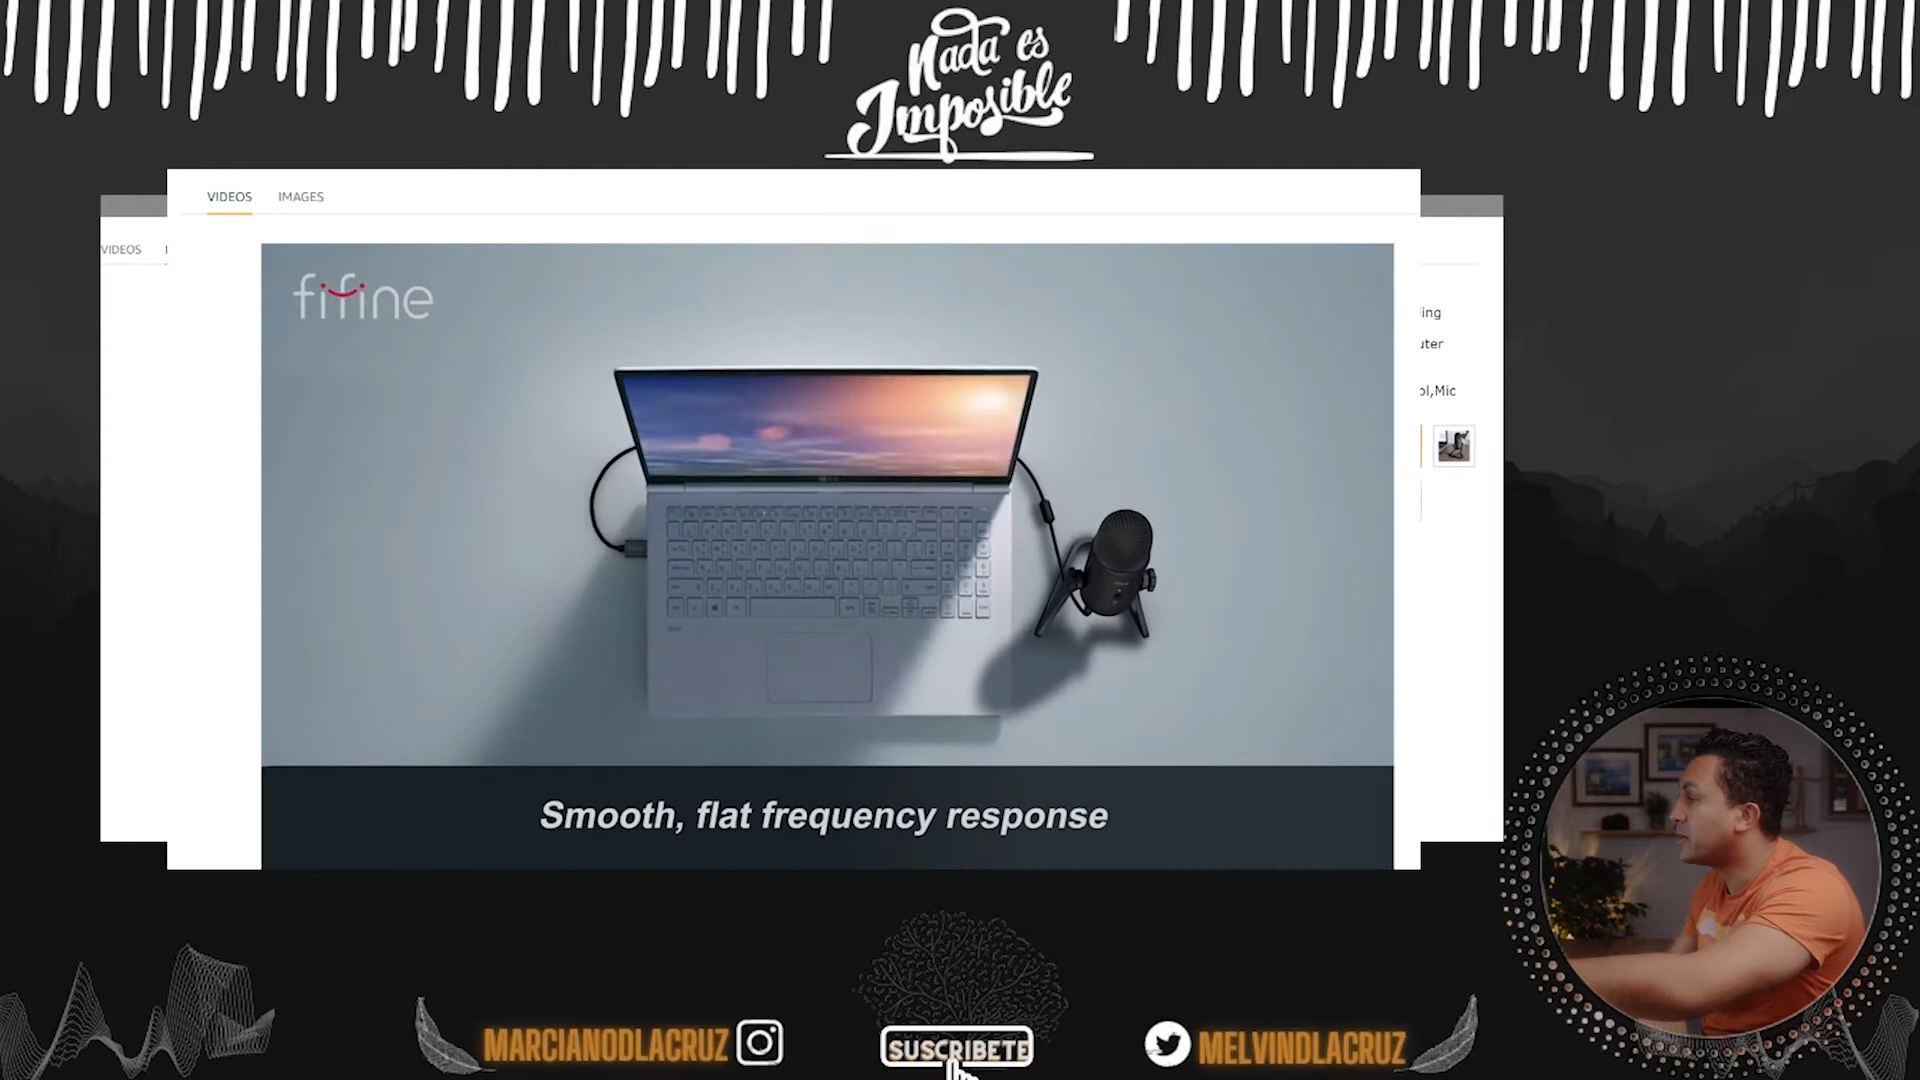 Nada es
Imposible
VIDEOS
IMAGES
VIDEOS
fifine
ing
uter
ol,Mic
Smooth, flat frequency response
MARCIANODLACRUZ
SUSCRIBETE
MELVINDLACRUZ